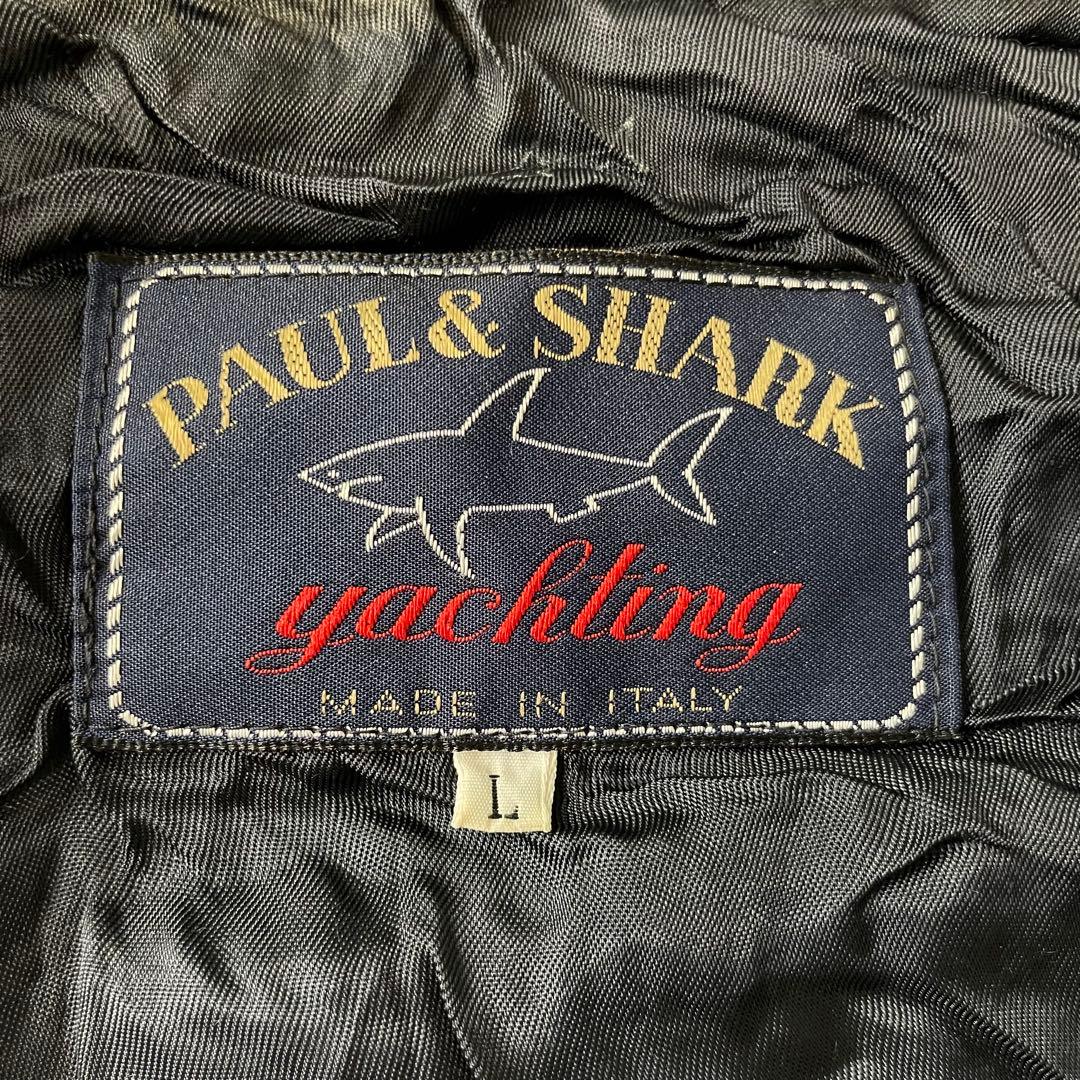 PAUL & SHARK
yachting
MADE IN ITALY
L